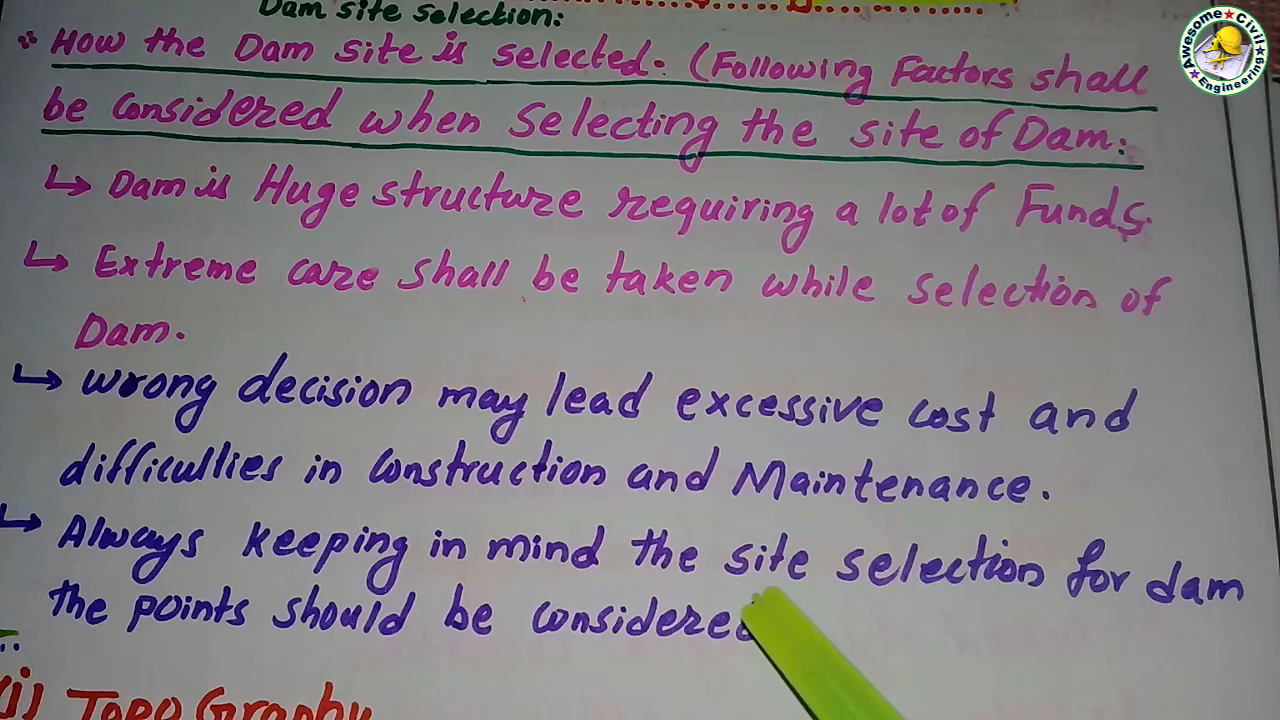 Dam site selection:
How the Dam site is selected. (Following Factors shall
be considered when selecting the site of Dam:
↳ Dam is Huge structure requiring a lot of Funds.
↳ Extreme care shall be taken while selection of
Dam.
↳ wrong decision may lead excessive cost and
difficulties in construction and Maintenance.
↳ Always keeping in mind the site selection for dam
the points should be considered
(i) TopoGraphy
Awesome★Civil★Engineering